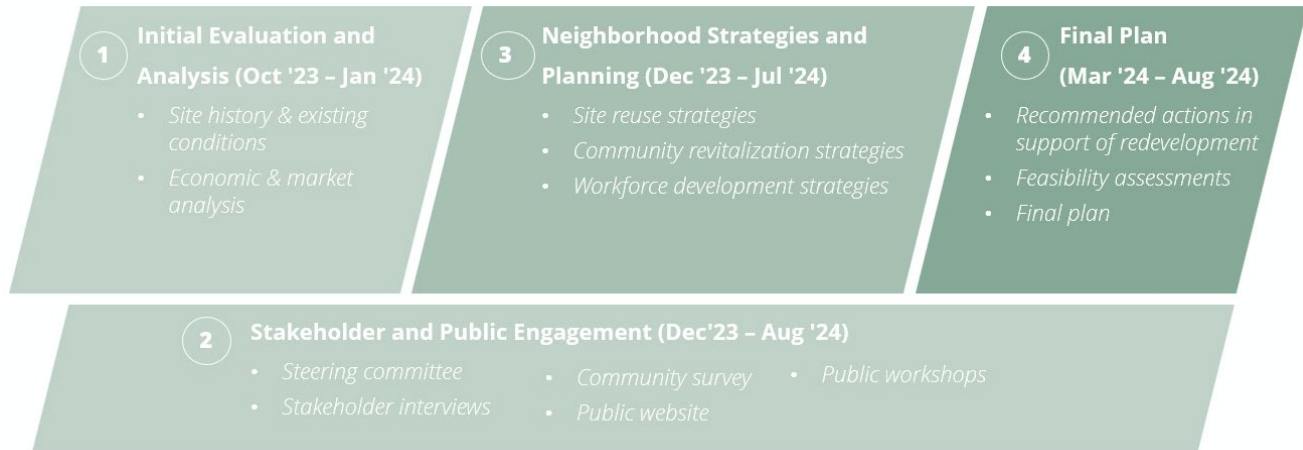 1
Initial Evaluation and
Analysis (Oct '23 – Jan '24)
• Site history & existing
conditions
• Economic & market
analysis
3
Neighborhood Strategies and
Planning (Dec '23 – Jul '24)
• Site reuse strategies
• Community revitalization strategies
• Workforce development strategies
4
Final Plan
(Mar '24 – Aug '24)
• Recommended actions in
support of redevelopment
• Feasibility assessments
• Final plan
2
Stakeholder and Public Engagement (Dec'23 – Aug '24)
• Steering committee
• Stakeholder interviews
• Community survey
• Public website
• Public workshops